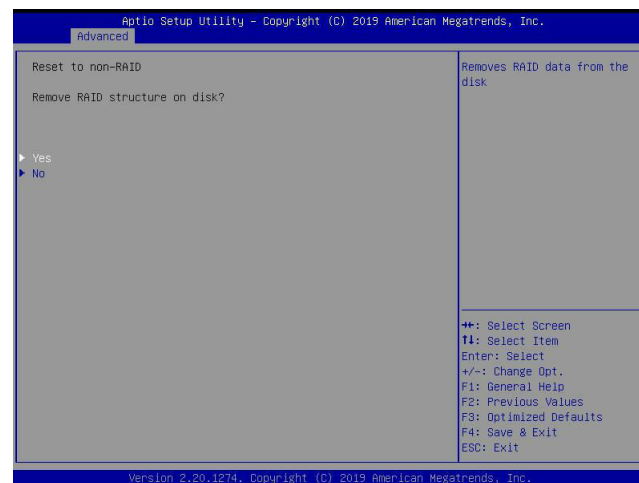 Aptio Setup Utility – Copyright (C) 2019 American Megatrends, Inc.
Advanced
Reset to non-RAID
Remove RAID structure on disk?
Yes
No
Removes RAID data from the
disk
→←: Select Screen
↑↓: Select Item
Enter: Select
+/-: Change Opt.
F1: General Help
F2: Previous Values
F3: Optimized Defaults
F4: Save & Exit
ESC: Exit
Version 2.20.1274. Copyright (C) 2019 American Megatrends, Inc.